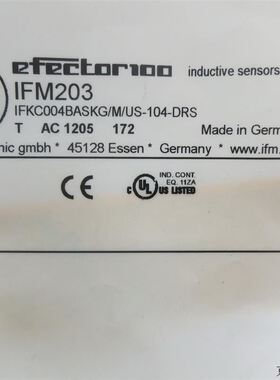 efector100 inductive sensors
IFM203
IFKC004BASKG/M/US-104-DRS
T AC 1205 172 Made in Germ
nic gmbh * 45128 Essen * Germany * www.ifm.
CE
c UL US LISTED
IND. CONT. EQ. 11ZA